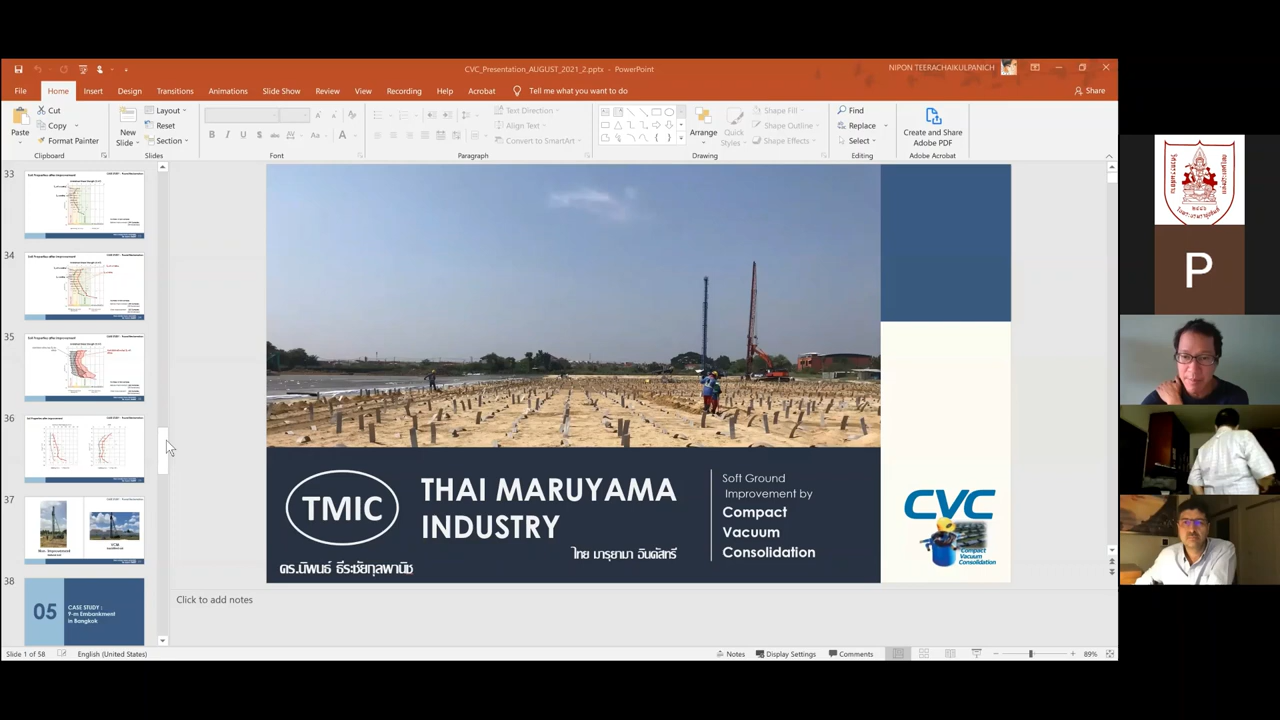 CVC_Presentation_AUGUST_2021_2.pptx - PowerPoint
NIPON TEERACHAIKULPANICH
File Home Insert Design Transitions Animations Slide Show Review View Recording Help Acrobat Tell me what you want to do
Share
Paste
Cut
Copy
Format Painter
Clipboard
New Slide
Layout
Reset
Section
Slides
Font
Text Direction
Align Text
Convert to SmartArt
Paragraph
Arrange
Quick Styles
Shape Fill
Shape Outline
Shape Effects
Drawing
Find
Replace
Select
Editing
Create and Share Adobe PDF
Adobe Acrobat
33
34
35
36
37
38
05
CASE STUDY :
9-m Embankment
in Bangkok
TMIC
THAI MARUYAMA
INDUSTRY
ไทย มารุยามา อินดัสทรี
ดร.นิพนธ์ ธีระชัยกุลพานิช
Soft Ground
Improvement by
Compact
Vacuum
Consolidation
CVC
Compact
Vacuum
Consolidation
Click to add notes
Slide 1 of 58
English (United States)
Notes
Display Settings
Comments
89%
P